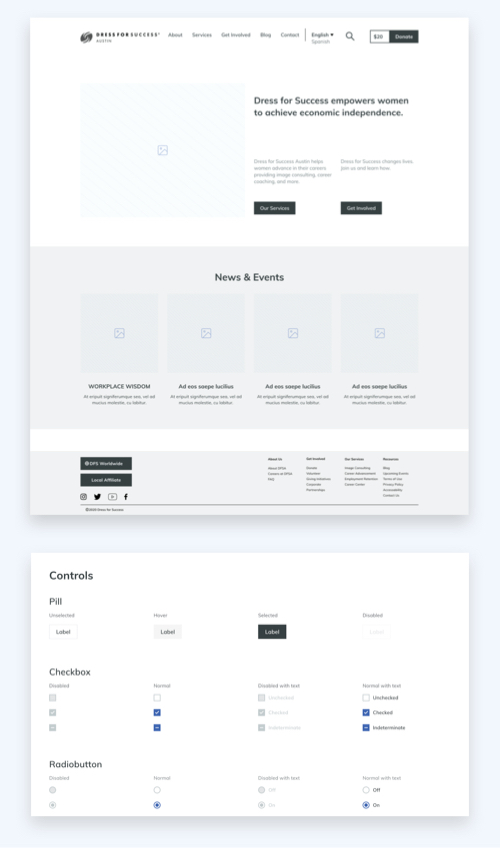 DRESS FOR SUCCESS®
AUSTIN
About Services Get Involved Blog Contact English ▾ $20 Donate
Spanish
Dress for Success empowers women
to achieve economic independence.
Dress for Success Austin helps
women advance in their careers
providing image consulting, career
coaching, and more.
Dress for Success changes lives,
join us and learn how.
Our Services Get Involved
News & Events
WORKPLACE WISDOM
At eripuit signiferumque sea, vel ad
mucius molestie, cu labitur.
Ad eos saepe lucilius
At eripuit signiferumque sea, vel ad
mucius molestie, cu labitur.
Ad eos saepe lucilius
At eripuit signiferumque sea, vel ad
mucius molestie, cu labitur.
Ad eos saepe lucilius
At eripuit signiferumque sea, vel ad
mucius molestie, cu labitur.
DFS Worldwide
Local Affiliate
About Us
About DFSA
Careers at DFSA
FAQ
Get Involved
Donate
Volunteer
Giving Initiatives
Corporate
Partnerships
Our Services
Image Consulting
Career Advancement
Employment Retention
Career Center
Resources
Blog
Upcoming Events
Terms of Use
Privacy Policy
Accessibility
Contact Us
©2020 Dress for Success
Controls
Pill
Unselected Hover Selected Disabled
Label Label Label Label
Checkbox
Disabled Normal Disabled with text Normal with text
Unchecked Unchecked
Checked Checked
Indeterminate Indeterminate
Radiobutton
Disabled Normal Disabled with text Normal with text
Off Off
On On